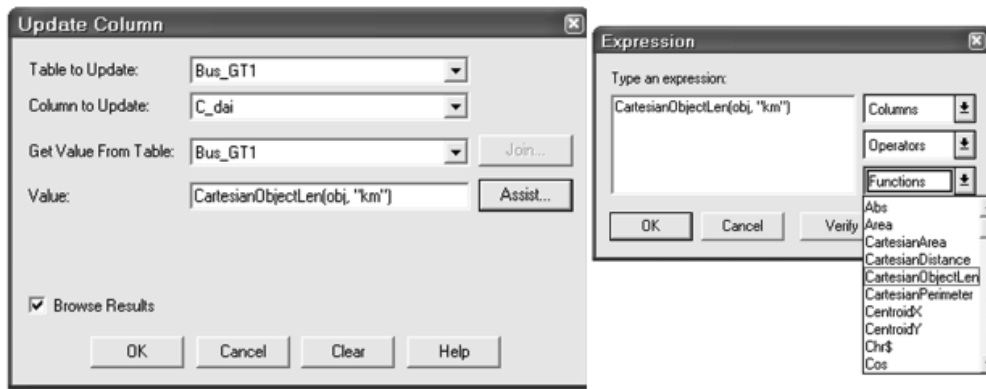 Update Column
Table to Update: Bus_GT1
Column to Update: C_dai
Get Value From Table: Bus_GT1 Join...
Value: CartesianObjectLen(obj, "km") Assist...
Browse Results
OK Cancel Clear Help
Expression
Type an expression:
CartesianObjectLen(obj, "km")
Columns
Operators
Functions
OK Cancel Verify
Abs
Area
CartesianArea
CartesianDistance
CartesianObjectLen
CartesianPerimeter
CentroidX
CentroidY
Chr$
Cos